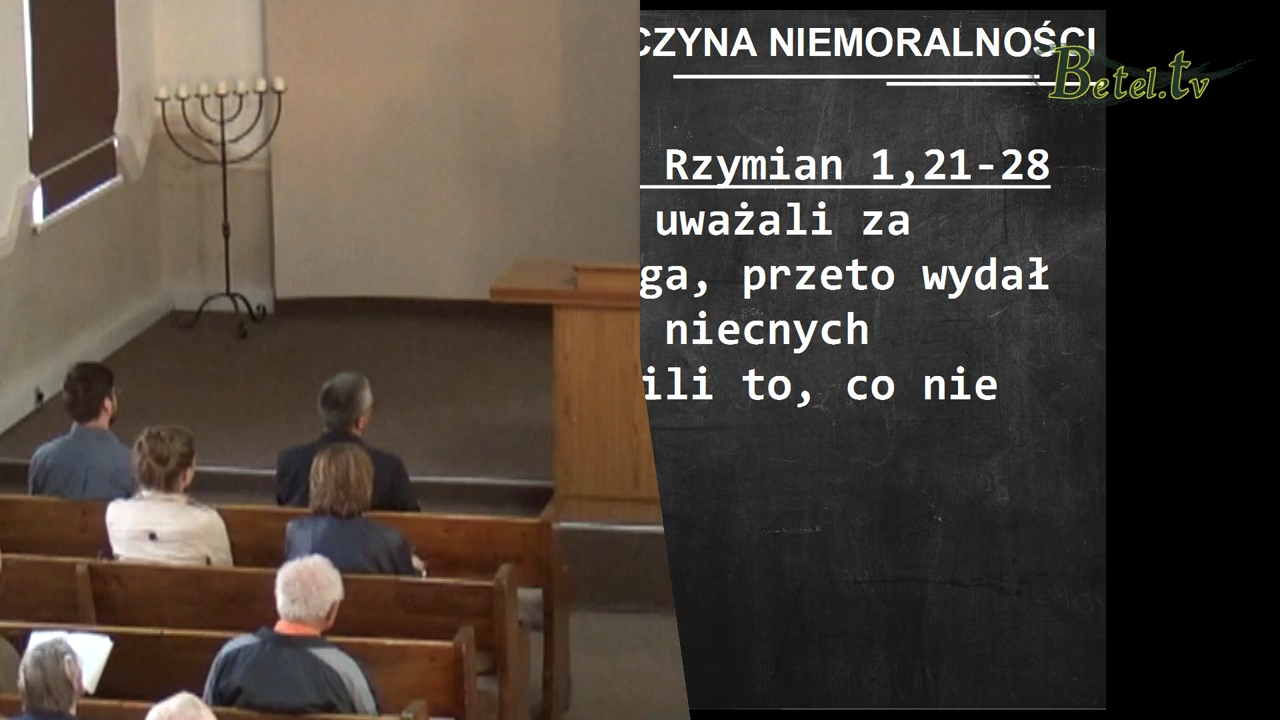 CZYNA NIEMORALNOŚCI
Betel.tv
Rzymian 1,21-28
uważali za
ga, przeto wydał
niecnych
ili to, co nie